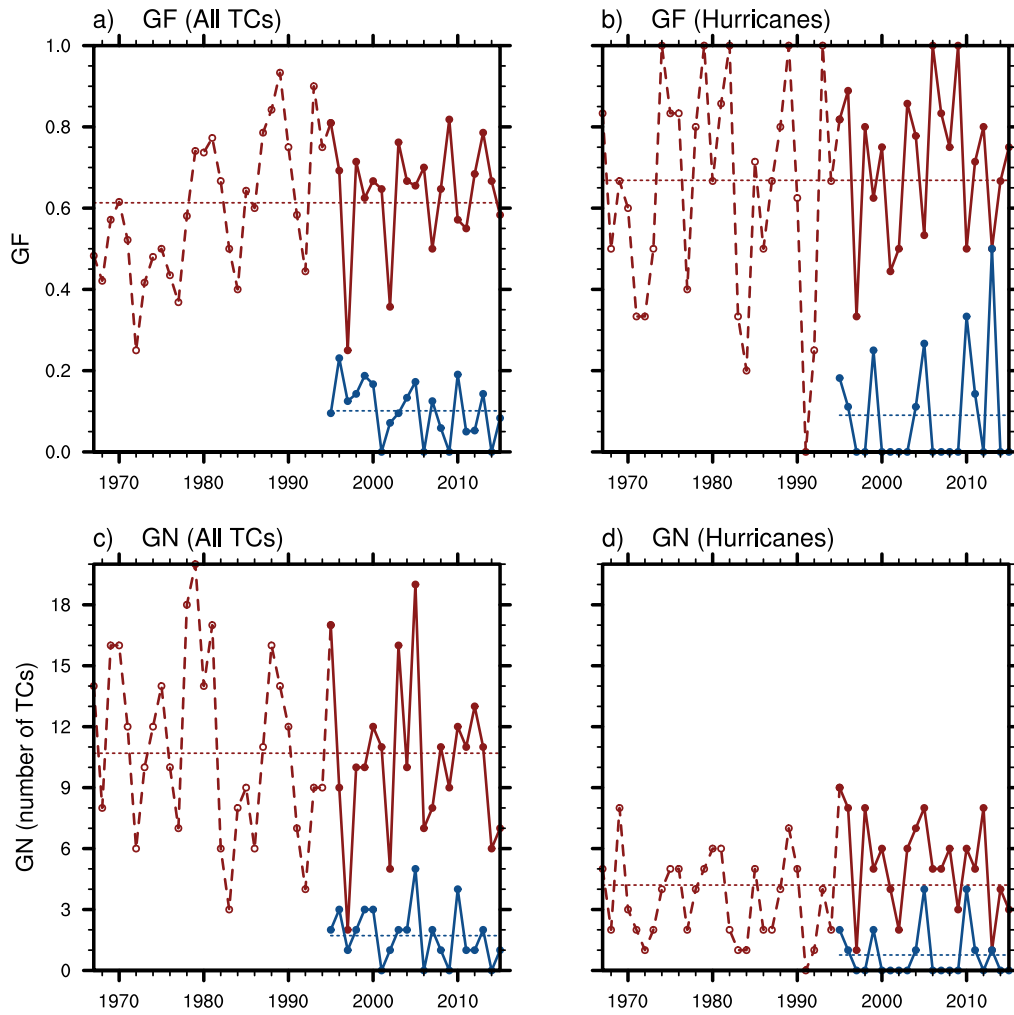 a) GF (All TCs)
b) GF (Hurricanes)
GF
1.0
0.8
0.6
0.4
0.2
0.0
1970 1980 1990 2000 2010
1970 1980 1990 2000 2010
c) GN (All TCs)
d) GN (Hurricanes)
GN (number of TCs)
18
15
12
9
6
3
0
1970 1980 1990 2000 2010
1970 1980 1990 2000 2010